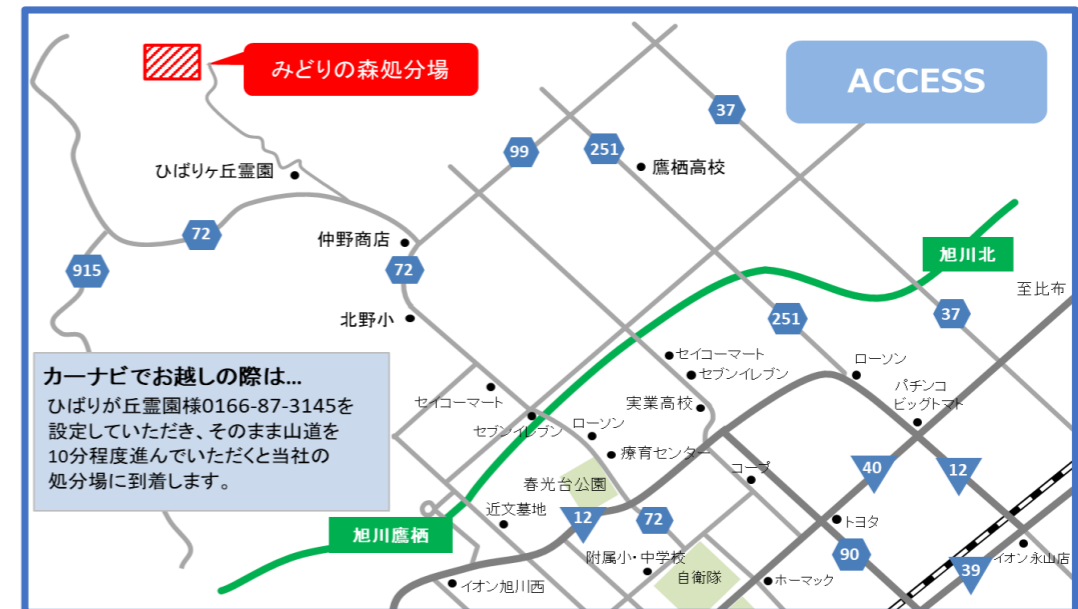 みどりの森処分場
ACCESS
37
99
251
鷹栖高校
ひばりヶ丘霊園
72
仲野商店
旭川北
915
72
至比布
北野小
251
37
セイコーマート
ローソン
セブンイレブン
カーナビでお越しの際は...
ひばりが丘霊園様0166-87-3145を
設定していただき、そのまま山道を
10分程度進んでいただくと当社の
処分場に到着します。
パチンコ
ビッグトマト
セイコーマート
実業高校
セブンイレブン
ローソン
療育センター
コープ
40
12
春光台公園
近文墓地
12
72
トヨタ
旭川鷹栖
附属小・中学校
90
イオン永山店
自衛隊
39
イオン旭川西
ホーマック